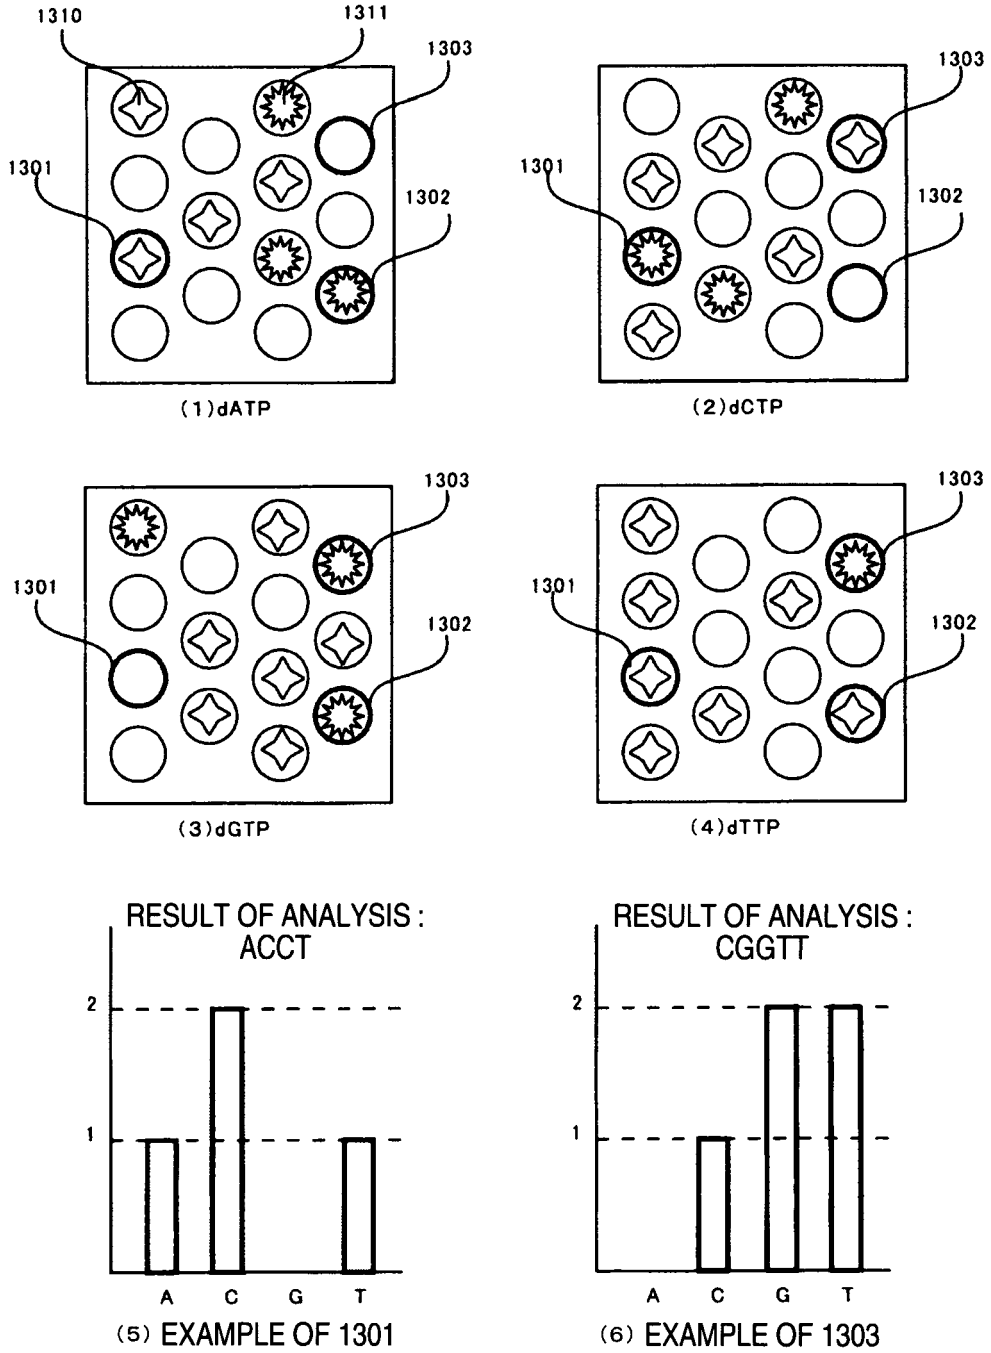 1310
1311
1303
1301
1302
(1)dATP
1303
1301
1302
(2)dCTP
1303
1301
1302
(3)dGTP
1303
1301
1302
(4)dTTP
RESULT OF ANALYSIS :
ACCT
2
1
A C G T
(5) EXAMPLE OF 1301
RESULT OF ANALYSIS :
CGGTT
2
1
A C G T
(6) EXAMPLE OF 1303